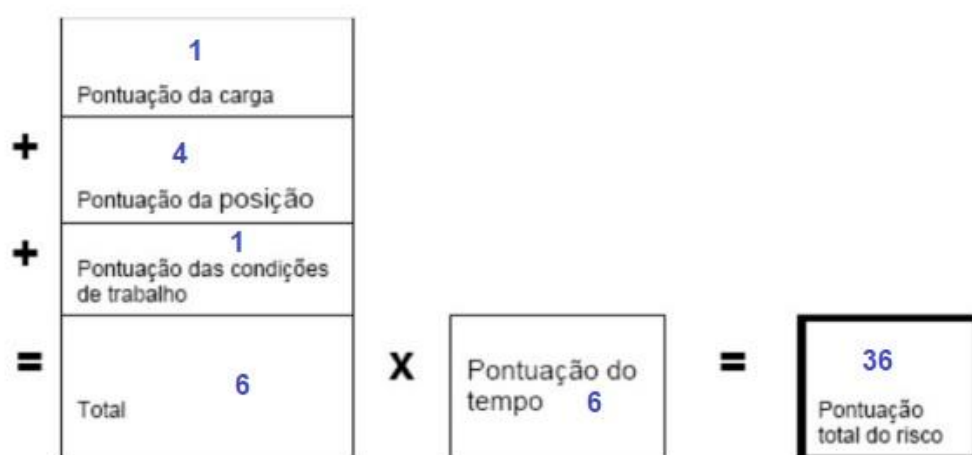 1
Pontuação da carga
+
4
Pontuação da posição
+
1
Pontuação das condições
de trabalho
=
6
Total
X
Pontuação do
tempo 6
=
36
Pontuação
total do risco